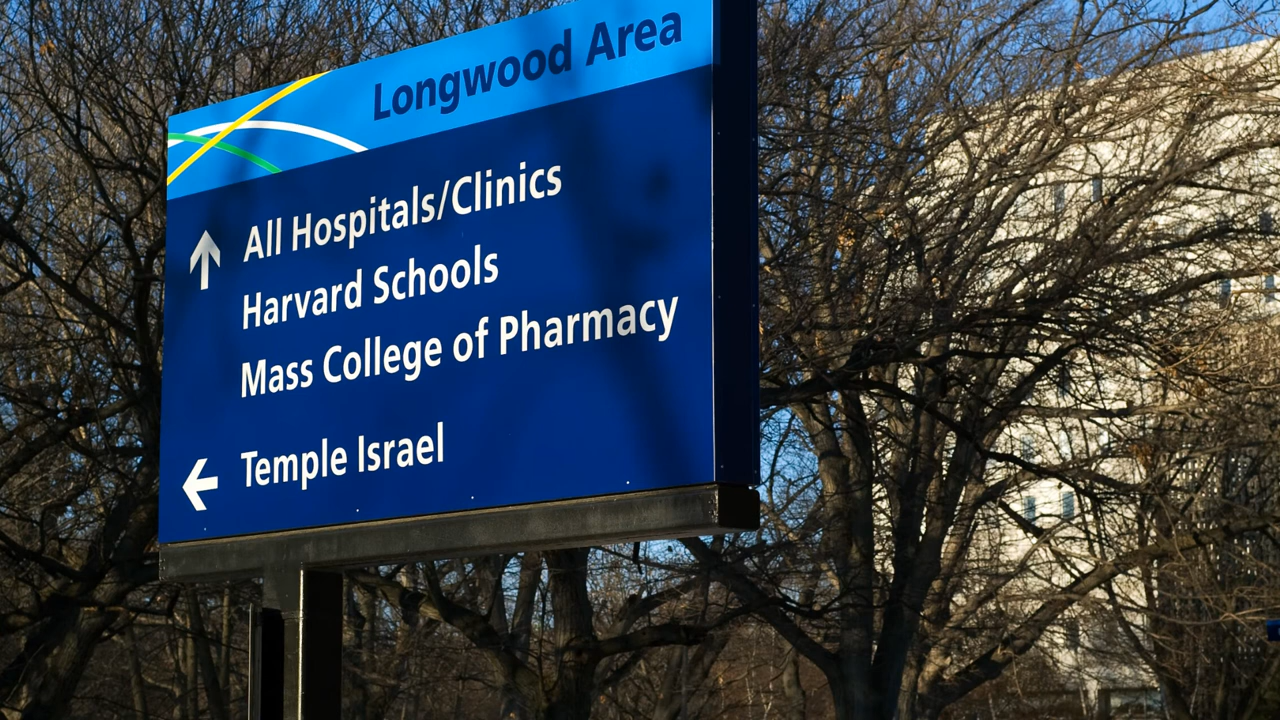 Longwood Area
All Hospitals/Clinics
Harvard Schools
Mass College of Pharmacy
Temple Israel